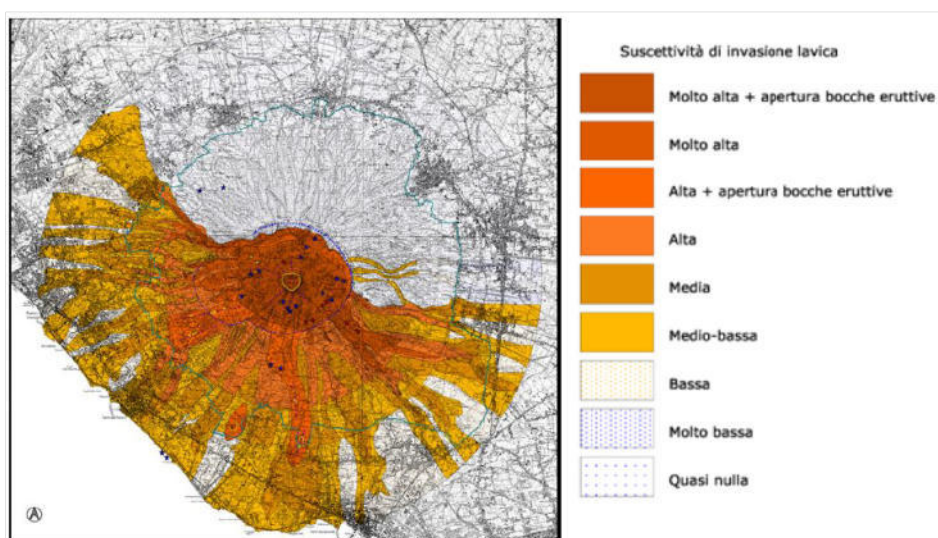 Suscettività di invasione lavica
Molto alta + apertura bocche eruttive
Molto alta
Alta + apertura bocche eruttive
Alta
Media
Medio-bassa
Bassa
Molto bassa
Quasi nulla
A